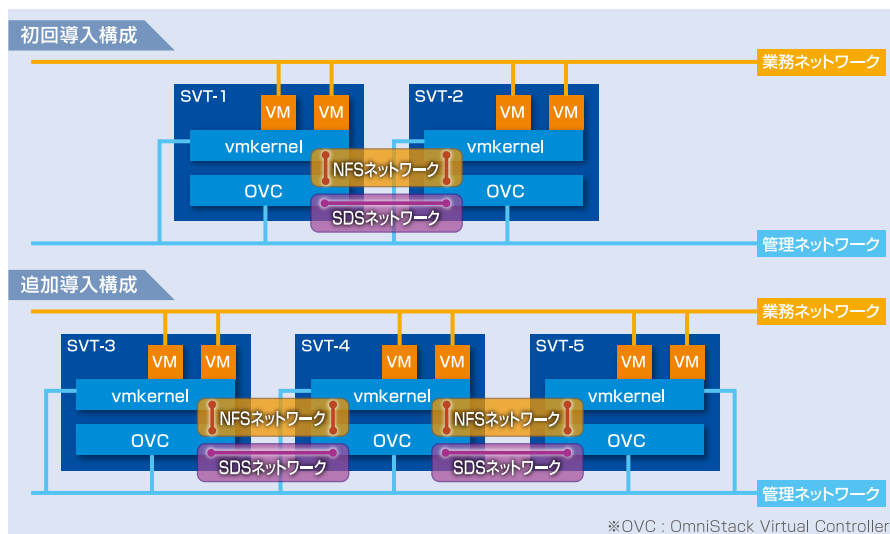 初回導入構成
業務ネットワーク
SVT-1
SVT-2
VM
VM
VM
VM
vmkernel
vmkernel
NFSネットワーク
OVC
OVC
SDSネットワーク
管理ネットワーク
追加導入構成
業務ネットワーク
SVT-3
SVT-4
SVT-5
VM
VM
VM
VM
VM
VM
vmkernel
vmkernel
vmkernel
NFSネットワーク
NFSネットワーク
OVC
OVC
OVC
SDSネットワーク
SDSネットワーク
管理ネットワーク
※OVC : OmniStack Virtual Controller